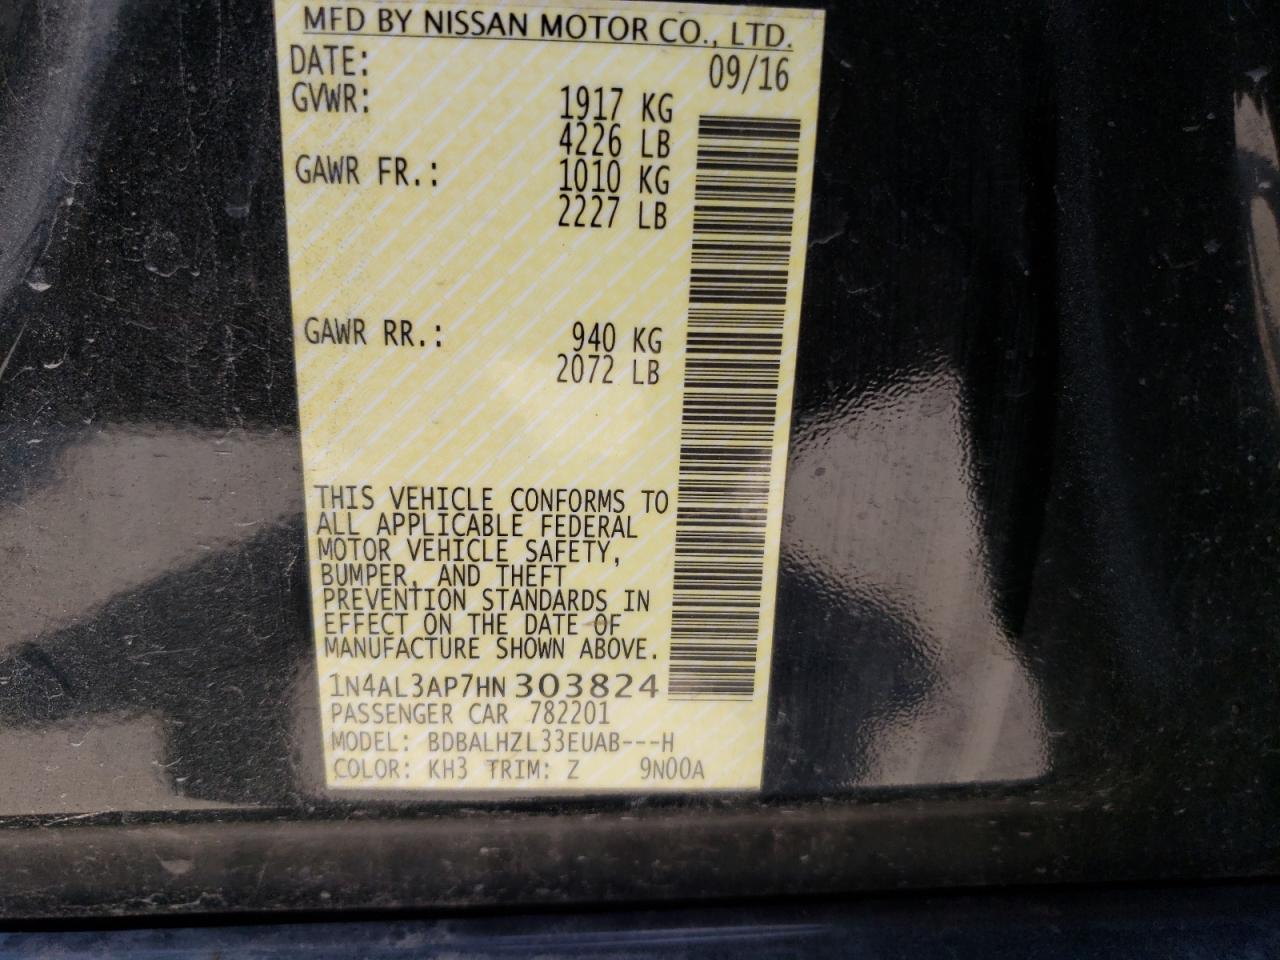 MFD BY NISSAN MOTOR CO., LTD.
DATE: 09/16
GVWR: 1917 KG
4226 LB
GAWR FR.: 1010 KG
2227 LB
GAWR RR.: 940 KG
2072 LB
THIS VEHICLE CONFORMS TO
ALL APPLICABLE FEDERAL
MOTOR VEHICLE SAFETY,
BUMPER, AND THEFT
PREVENTION STANDARDS IN
EFFECT ON THE DATE OF
MANUFACTURE SHOWN ABOVE.
1N4AL3AP7HN 303824
PASSENGER CAR 782201
MODEL: BDBALHZL33EUAB---H
COLOR: KH3 TRIM: Z 9N00A